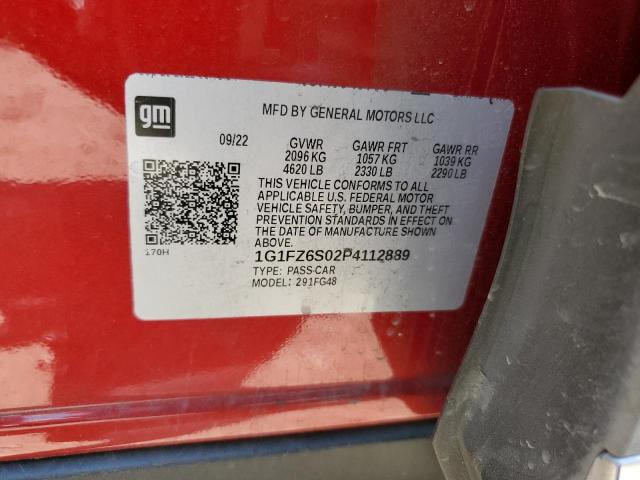 gm
MFD BY GENERAL MOTORS LLC
09/22 GVWR GAWR FRT GAWR RR
2096 KG 1057 KG 1039 KG
4620 LB 2330 LB 2290 LB
THIS VEHICLE CONFORMS TO ALL
APPLICABLE U.S. FEDERAL MOTOR
VEHICLE SAFETY, BUMPER, AND THEFT
PREVENTION STANDARDS IN EFFECT ON
THE DATE OF MANUFACTURE SHOWN
ABOVE.
170H
1G1FZ6S02P4112889
TYPE: PASS CAR
MODEL: 291FG48